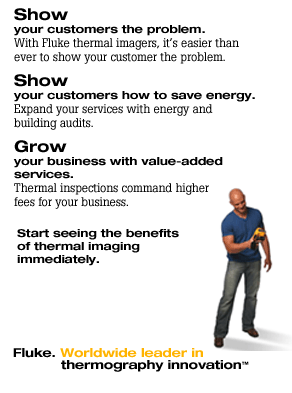 Show
your customers the problem.
With Fluke thermal imagers, it's easier than
ever to show your customer the problem.
Show
your customers how to save energy.
Expand your services with energy and
building audits.
Grow
your business with value-added
services.
Thermal inspections command higher
fees for your business.
Start seeing the benefits
of thermal imaging
immediately.
Fluke. Worldwide leader in
thermography innovation™